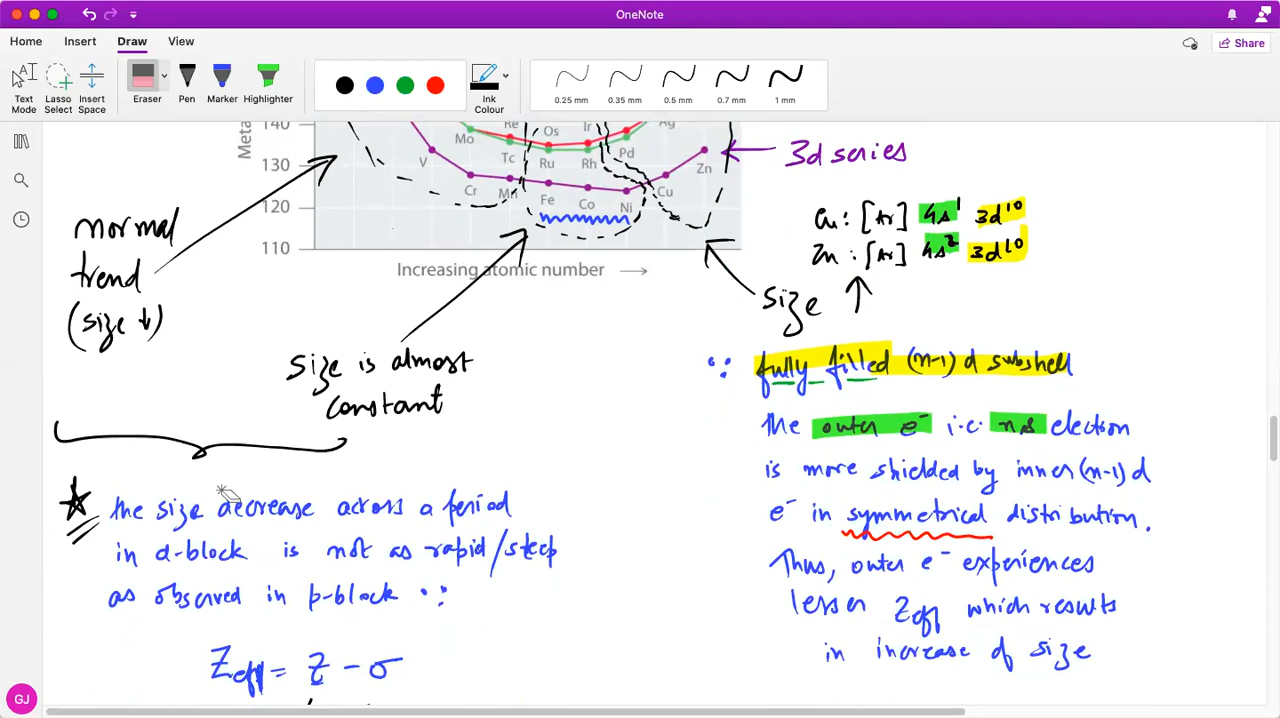 OneNote
Home Insert Draw View
Share
Text Mode
Lasso Select
Insert Space
Eraser
Pen
Marker
Highlighter
Ink Colour
0.25 mm
0.35 mm
0.5 mm
0.7 mm
1 mm
Meta
140
130
120
110
V
Cr
Mo
Mn
Tc
Re
Fe
Ru
Os
Co
Rh
Ir
Ni
Pd
Cu
Ag
Zn
Increasing atomic number
3d series
Cu : [Ar] 4s¹ 3d¹⁰
Zn : [Ar] 4s² 3d¹⁰
normal
trend
(size ↓)
size is almost
constant
size ↑
∵ fully filled (n-1) d subshell
the outer e⁻ i.e. ns electron
is more shielded by inner (n-1) d
e⁻ in symmetrical distribution.
Thus, outer e⁻ experiences
lesser Zeff which results
in increase of size
the size decrease across a period
in d-block is not as rapid/steep
as observed in p-block ∵
Zeff = Z - σ
GJ